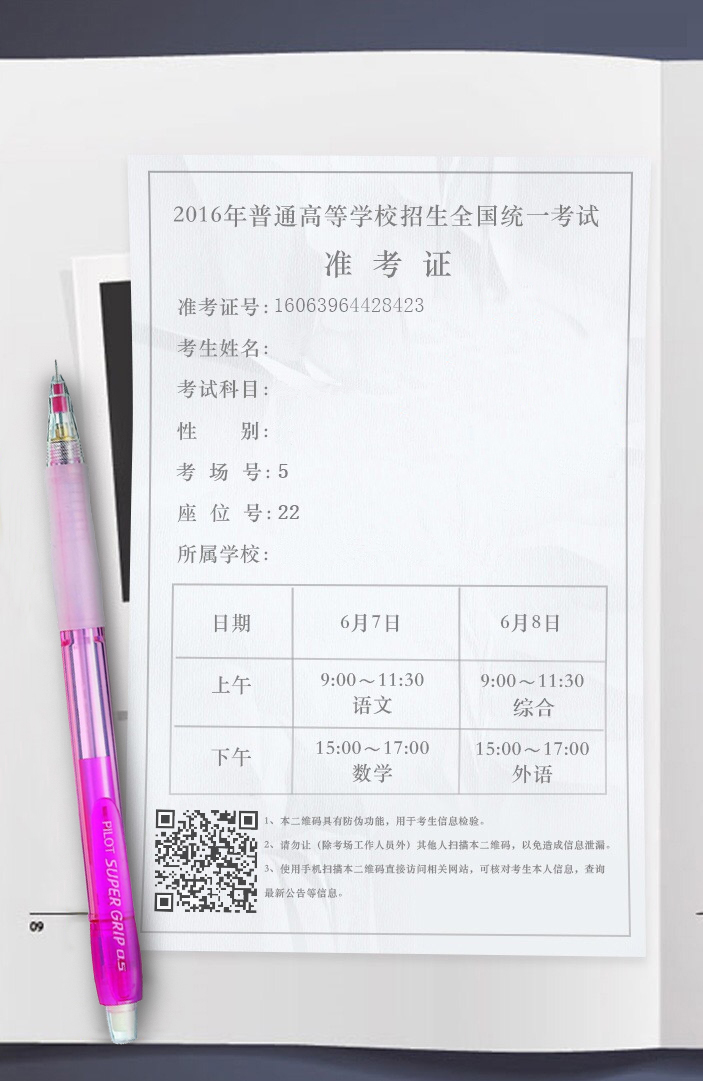 2016年普通高等学校招生全国统一考试
准 考 证
准考证号:16063964428423
考生姓名:
考试科目:
性 别:
考 场 号:5
座 位 号:22
所属学校:
日期 6月7日 6月8日
上午 9:00～11:30 语文 9:00～11:30 综合
下午 15:00～17:00 数学 15:00～17:00 外语
1、本二维码具有防伪功能，用于考生信息检验。
2、请勿让（除考场工作人员外）其他人扫描本二维码，以免造成信息泄漏。
3、使用手机扫描本二维码直接访问相关网站，可核对考生本人信息，查询
最新公告等信息。
PILOT SUPER GRIP 0.5
60